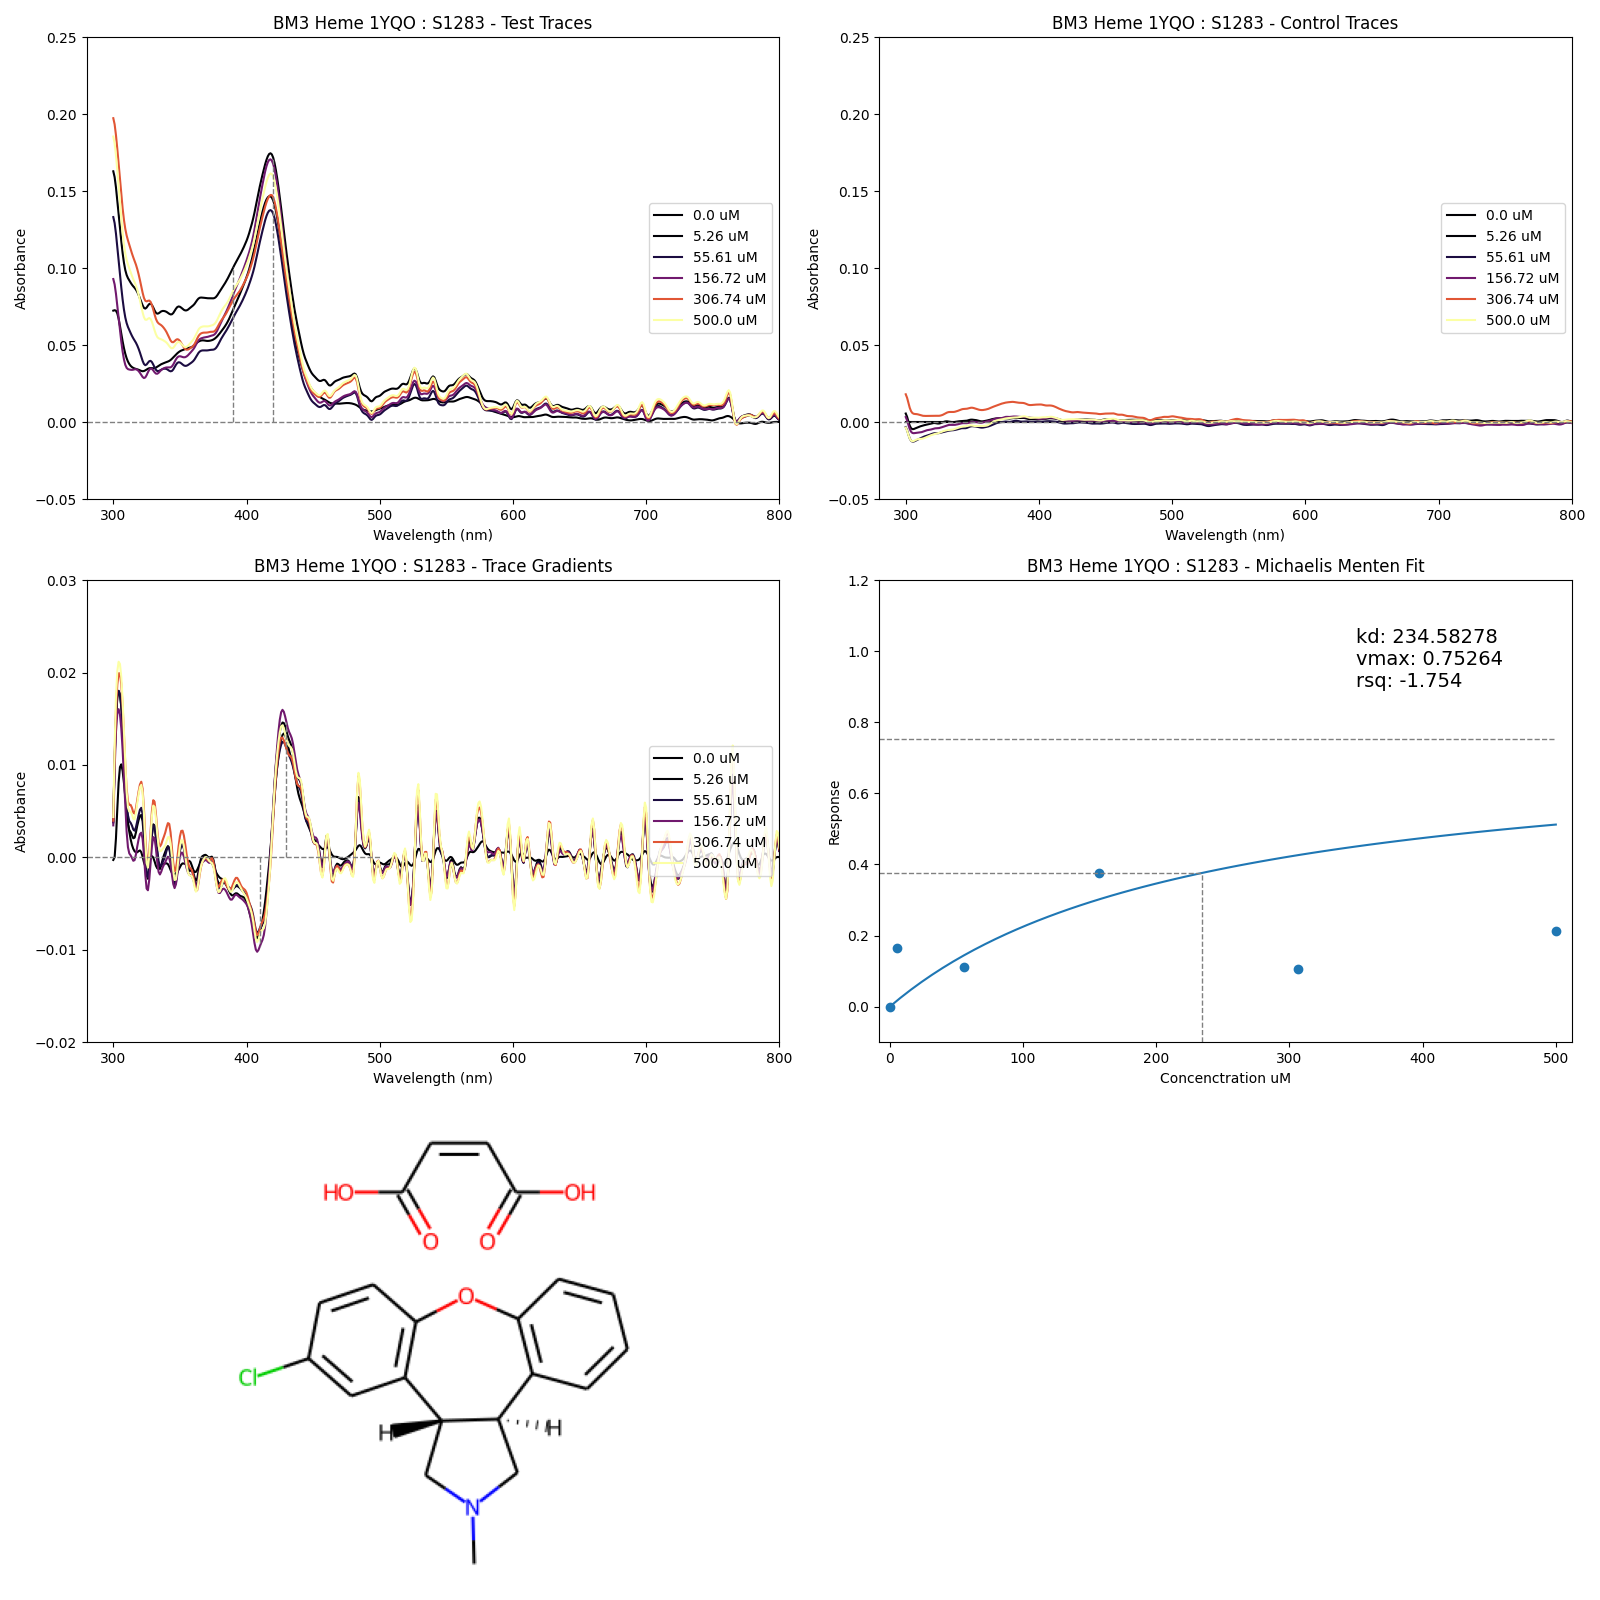 BM3 Heme 1YQO : S1283 - Test Traces
0.25
0.20
0.15
0.10
0.05
0.00
−0.05
Absorbance
300 400 500 600 700 800
Wavelength (nm)
0.0 uM
5.26 uM
55.61 uM
156.72 uM
306.74 uM
500.0 uM
BM3 Heme 1YQO : S1283 - Control Traces
0.25
0.20
0.15
0.10
0.05
0.00
−0.05
Absorbance
300 400 500 600 700 800
Wavelength (nm)
0.0 uM
5.26 uM
55.61 uM
156.72 uM
306.74 uM
500.0 uM
BM3 Heme 1YQO : S1283 - Trace Gradients
0.03
0.02
0.01
0.00
−0.01
−0.02
Absorbance
300 400 500 600 700 800
Wavelength (nm)
0.0 uM
5.26 uM
55.61 uM
156.72 uM
306.74 uM
500.0 uM
BM3 Heme 1YQO : S1283 - Michaelis Menten Fit
1.2
1.0
0.8
0.6
0.4
0.2
0.0
Response
0 100 200 300 400 500
Concenctration uM
kd: 234.58278
vmax: 0.75264
rsq: -1.754
HO OH
O O
O
Cl
H H
N